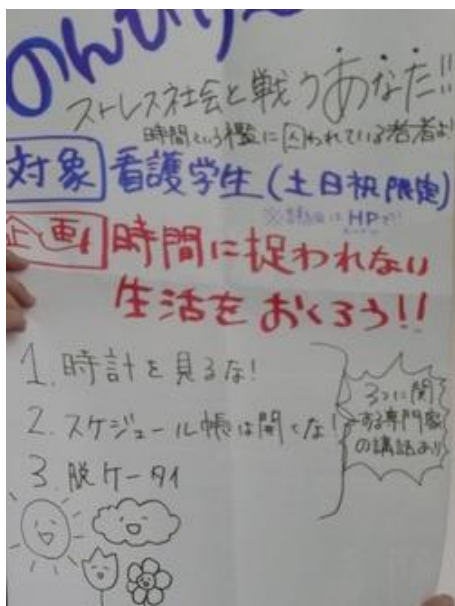 のんびり
ストレス社会と戦うあなた!!
時間という檻に囚われている若者よ!
対象 看護学生(土日祝限定)
※詳細はHPで!
企画 時間に捉われない
生活をおくろう!!
1. 時計を見るな!
2. スケジュール帳は開くな!
3. 脱ケータイ
3つに関
する専門家
の講話あり